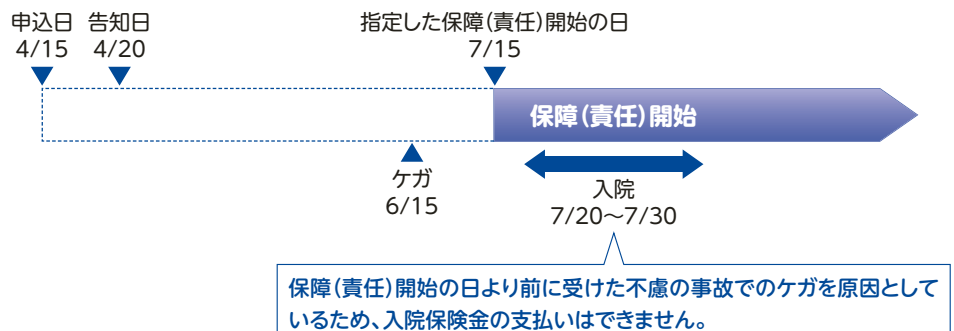 申込日 告知日 指定した保障(責任)開始の日
4/15 4/20 7/15
保障(責任)開始
ケガ
6/15
入院
7/20～7/30
保障(責任)開始の日より前に受けた不慮の事故でのケガを原因として
いるため、入院保険金の支払いはできません。